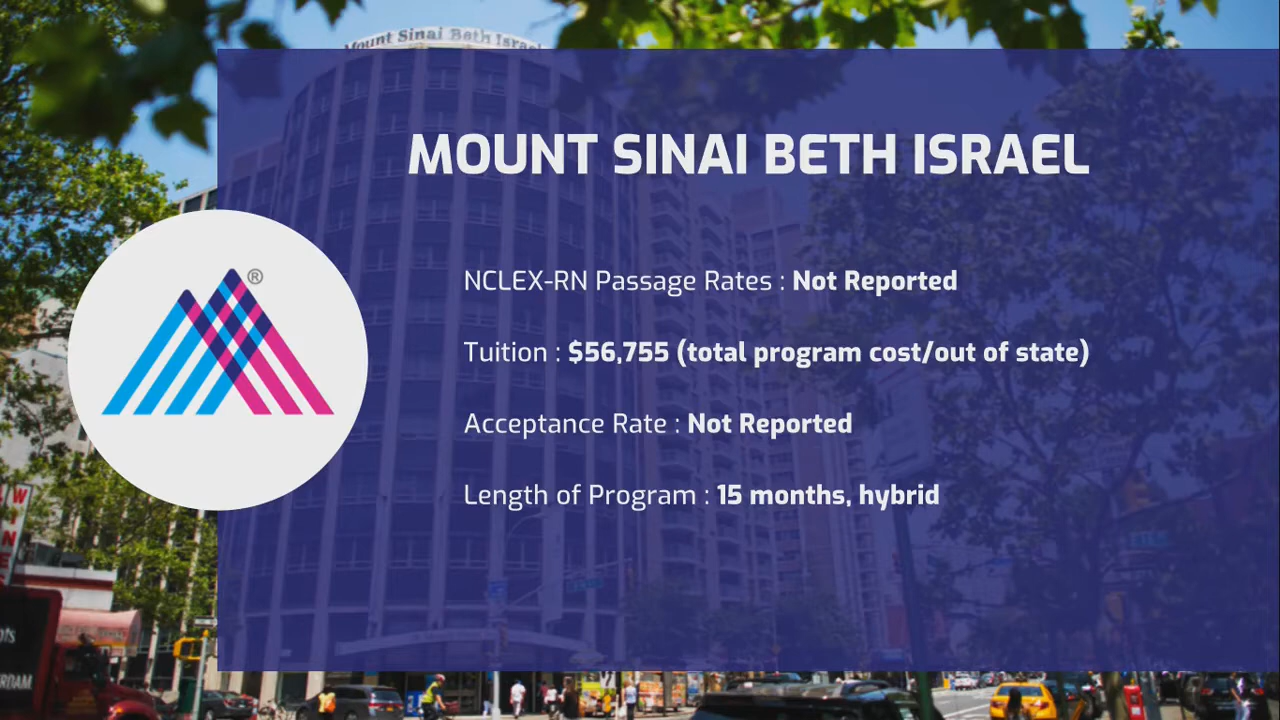 Mount Sinai Beth Israel
MOUNT SINAI BETH ISRAEL
®
NCLEX-RN Passage Rates : Not Reported
Tuition : $56,755 (total program cost/out of state)
Acceptance Rate : Not Reported
Length of Program : 15 months, hybrid
WINE